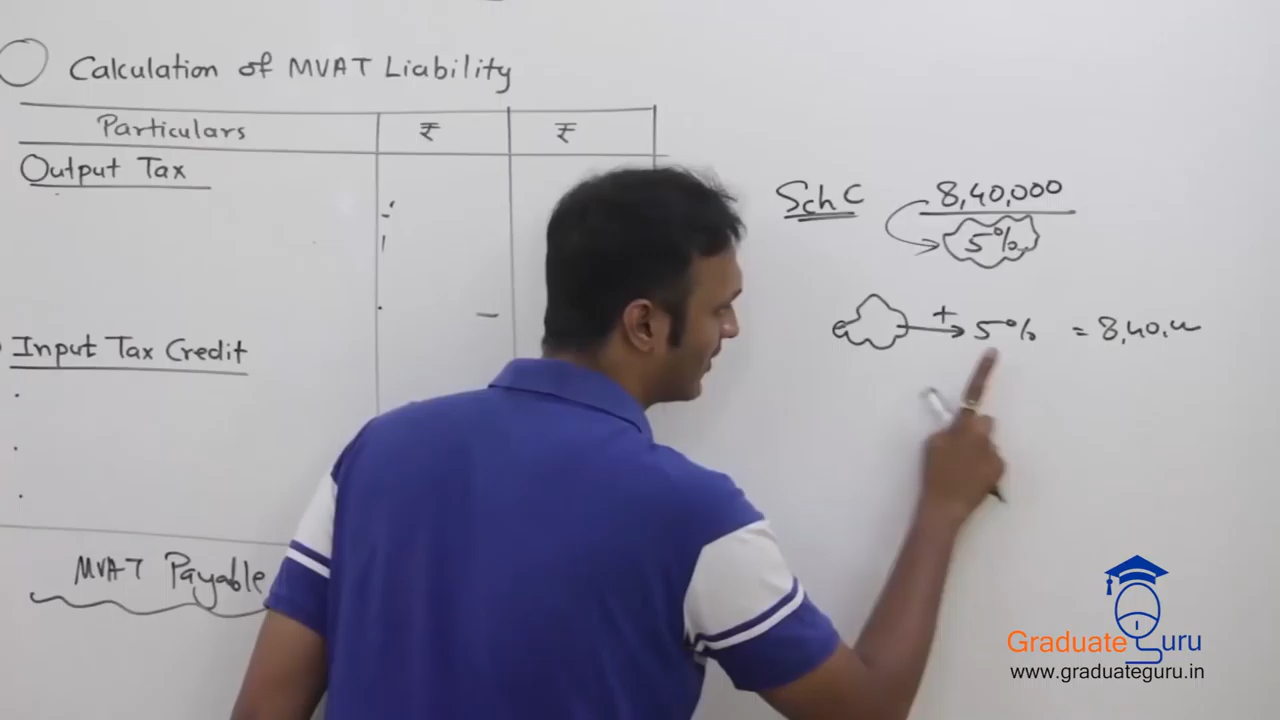 Calculation of MVAT Liability
Particulars ₹ ₹
Output Tax
Input Tax Credit
MVAT Payable
Sch C 8,40,000
5%
+ 5% = 8,40,
Graduate Guru
www.graduateguru.in